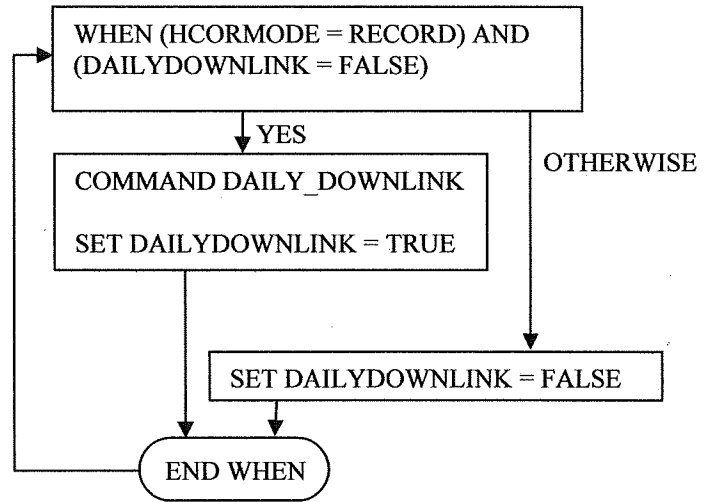 WHEN (HCORMODE = RECORD) AND
(DAILYDOWNLINK = FALSE)
YES
OTHERWISE
COMMAND DAILY_DOWNLINK
SET DAILYDOWNLINK = TRUE
SET DAILYDOWNLINK = FALSE
END WHEN